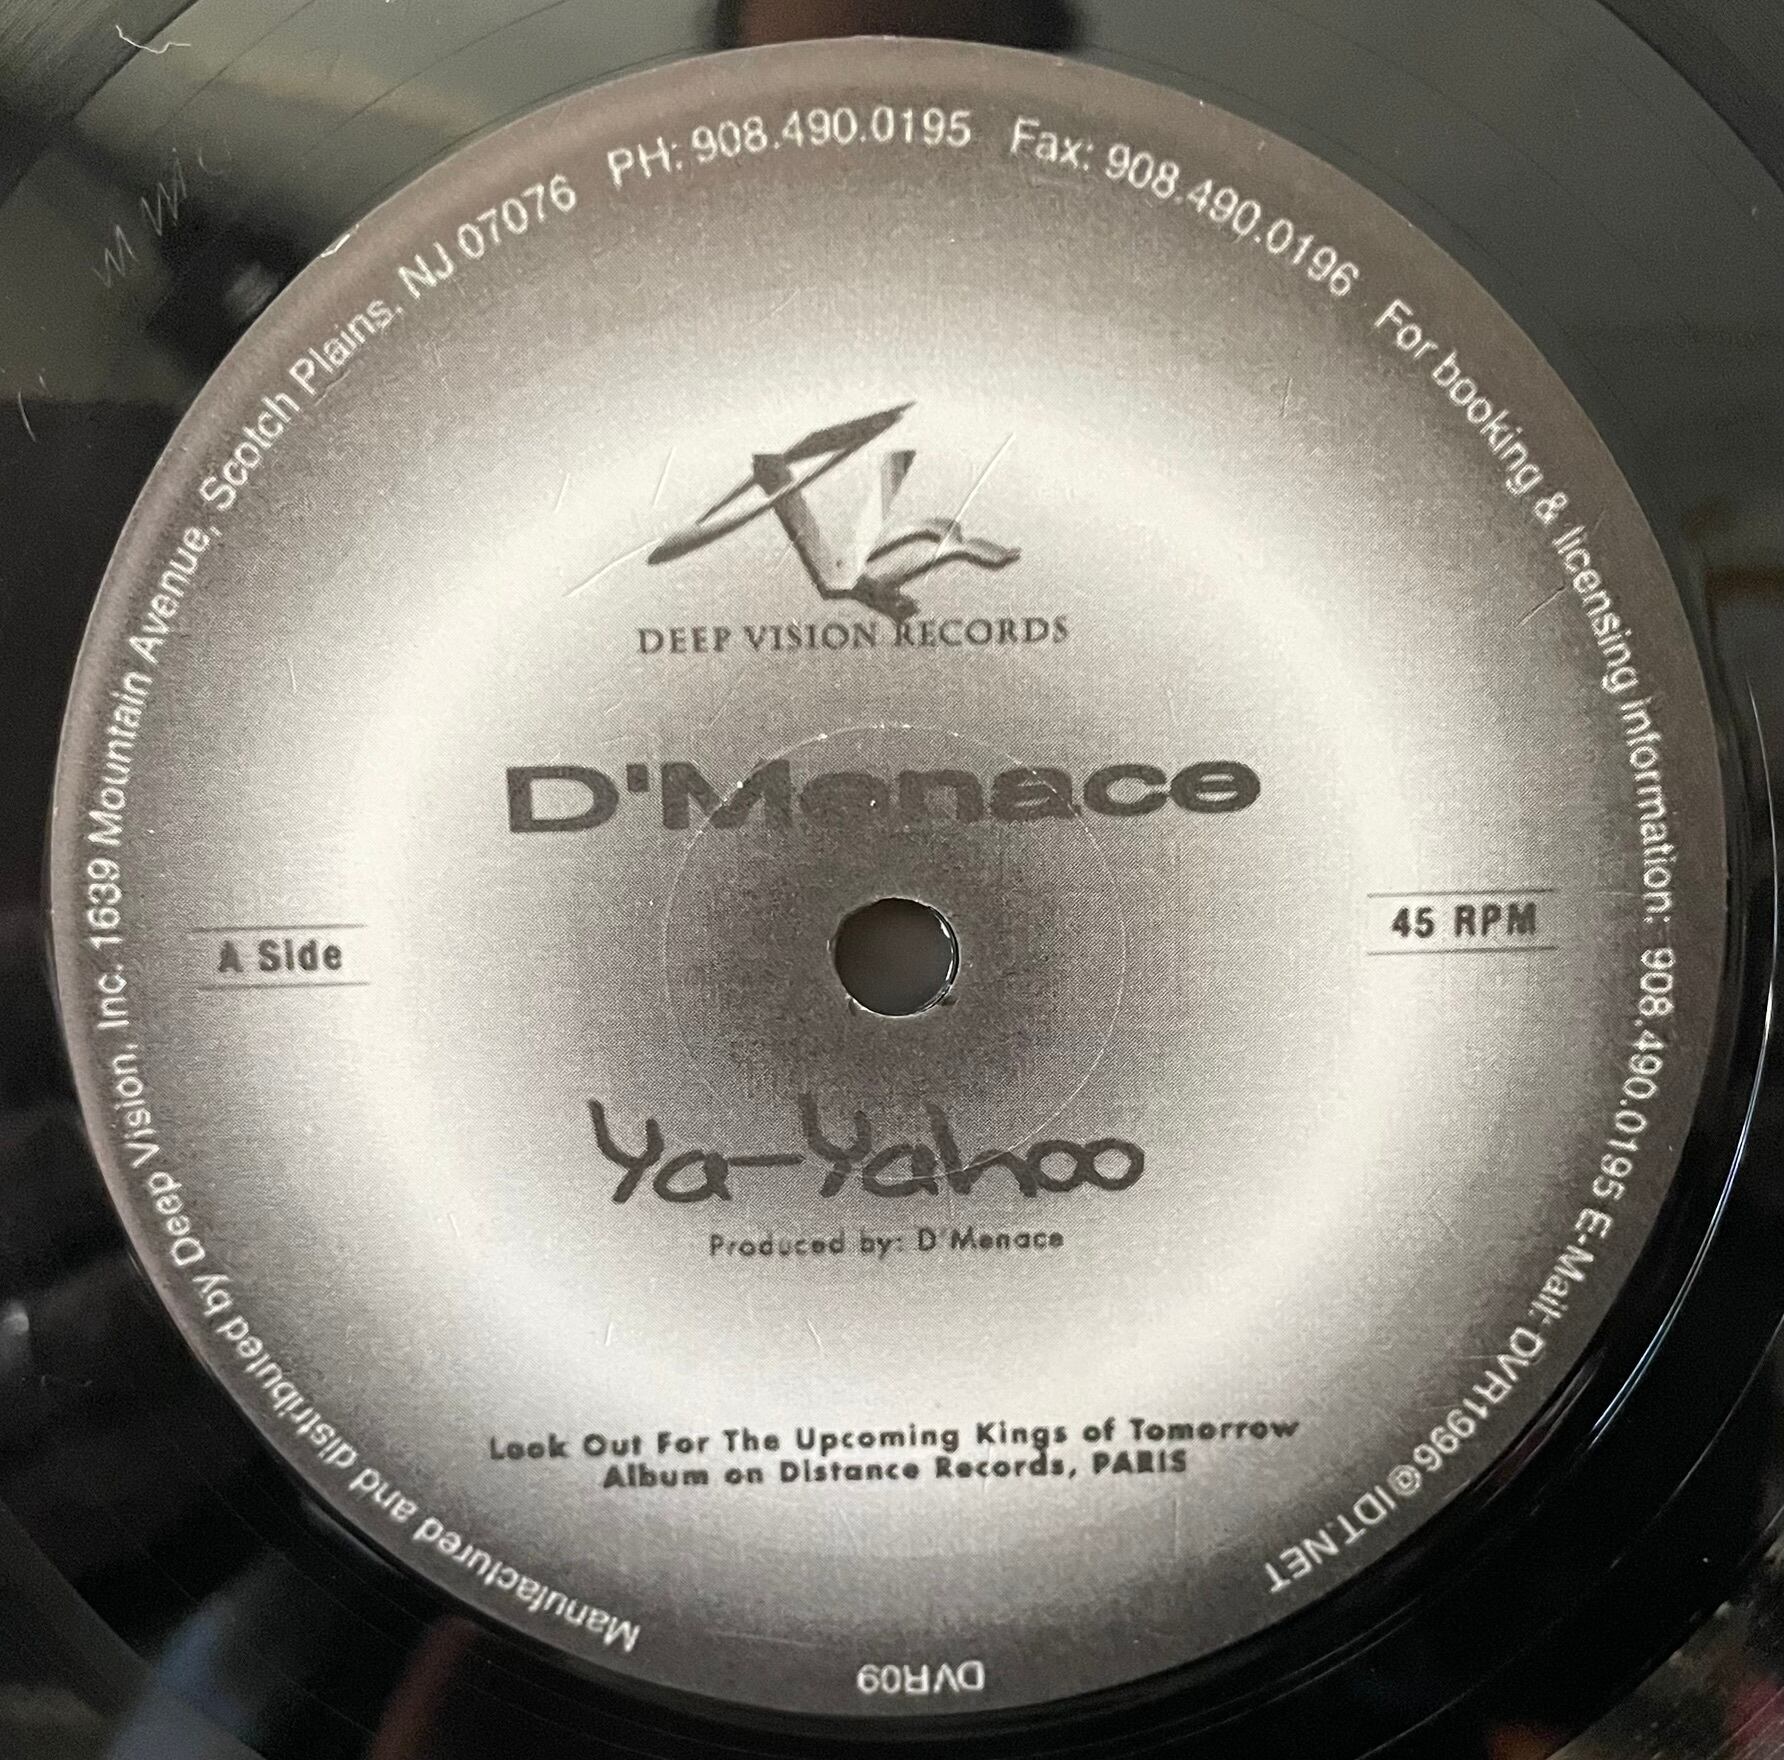 DEEP VISION RECORDS
D'Menace
A Side
45 RPM
Ya-Yahoo
Produced by: D'Menace
Look Out For The Upcoming Kings of Tomorrow
Album on Distance Records, PARIS
Manufactured and distributed by Deep Vision, Inc. 1639 Mountain Avenue, Scotch Plains, NJ 07076 PH: 908.490.0195 Fax: 908.490.0196 For booking & licensing information: 908.490.0195 E-Mail: DVR1996@IDT.NET
DVR09